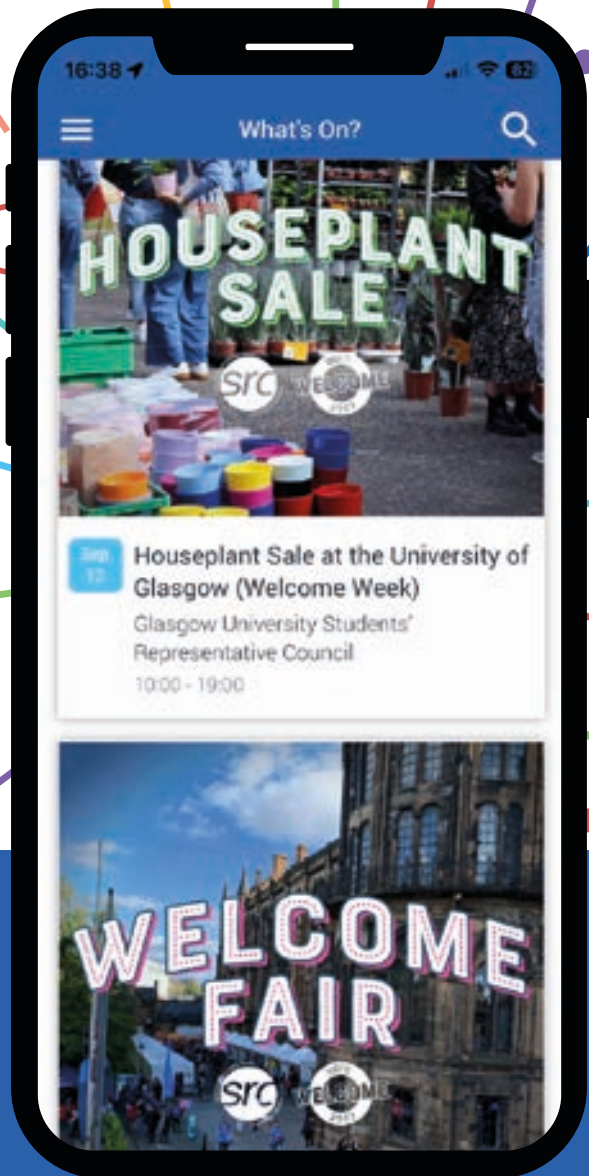 16:38
82
What's On?
HOUSEPLANT
SALE
src
WELCOME
Sep
Houseplant Sale at the University of
Glasgow (Welcome Week)
Glasgow University Students'
Representative Council
10:00 - 19:00
WELCOME
FAIR
src
WELCOME